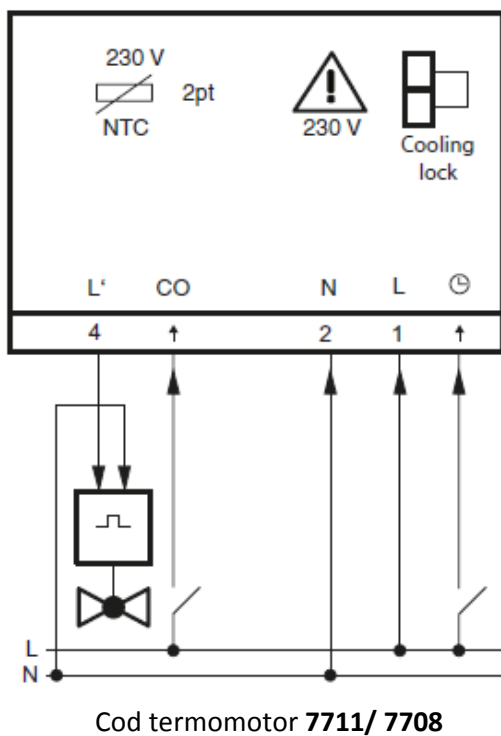 230 V
2pt
NTC
230 V
Cooling
lock
L‘ CO N L
4 2 1
L
N
Cod termomotor 7711/ 7708